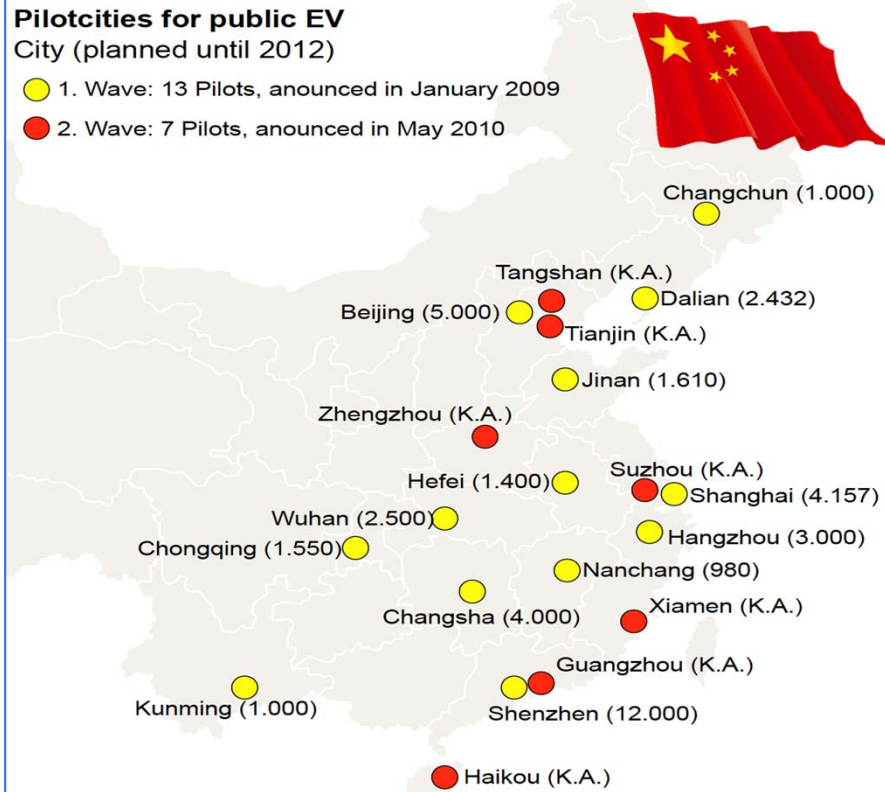 Pilotcities for public EV
City (planned until 2012)
1. Wave: 13 Pilots, anounced in January 2009
2. Wave: 7 Pilots, anounced in May 2010
Changchun (1.000)
Tangshan (K.A.)
Dalian (2.432)
Beijing (5.000)
Tianjin (K.A.)
Jinan (1.610)
Zhengzhou (K.A.)
Suzhou (K.A.)
Hefei (1.400)
Shanghai (4.157)
Wuhan (2.500)
Hangzhou (3.000)
Chongqing (1.550)
Nanchang (980)
Xiamen (K.A.)
Changsha (4.000)
Guangzhou (K.A.)
Kunming (1.000)
Shenzhen (12.000)
Haikou (K.A.)